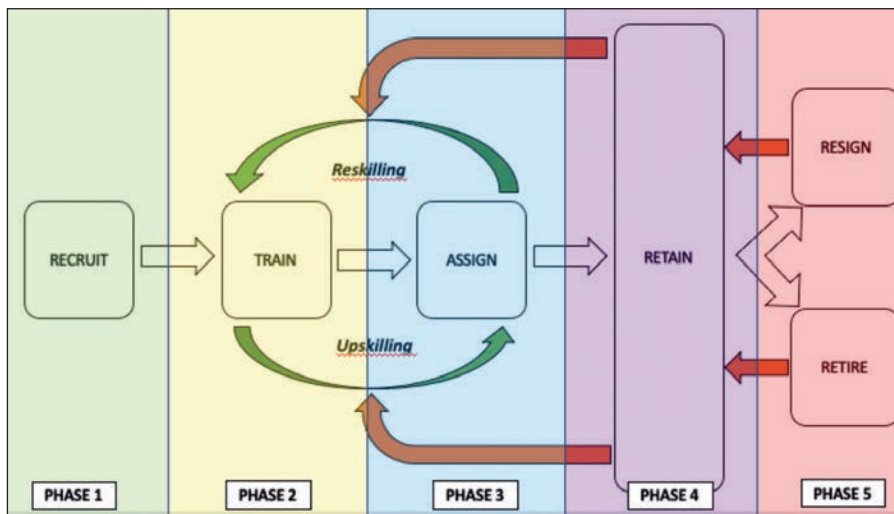 Reskilling
RESIGN
RECRUIT
TRAIN
ASSIGN
RETAIN
Upskilling
RETIRE
PHASE 1
PHASE 2
PHASE 3
PHASE 4
PHASE 5